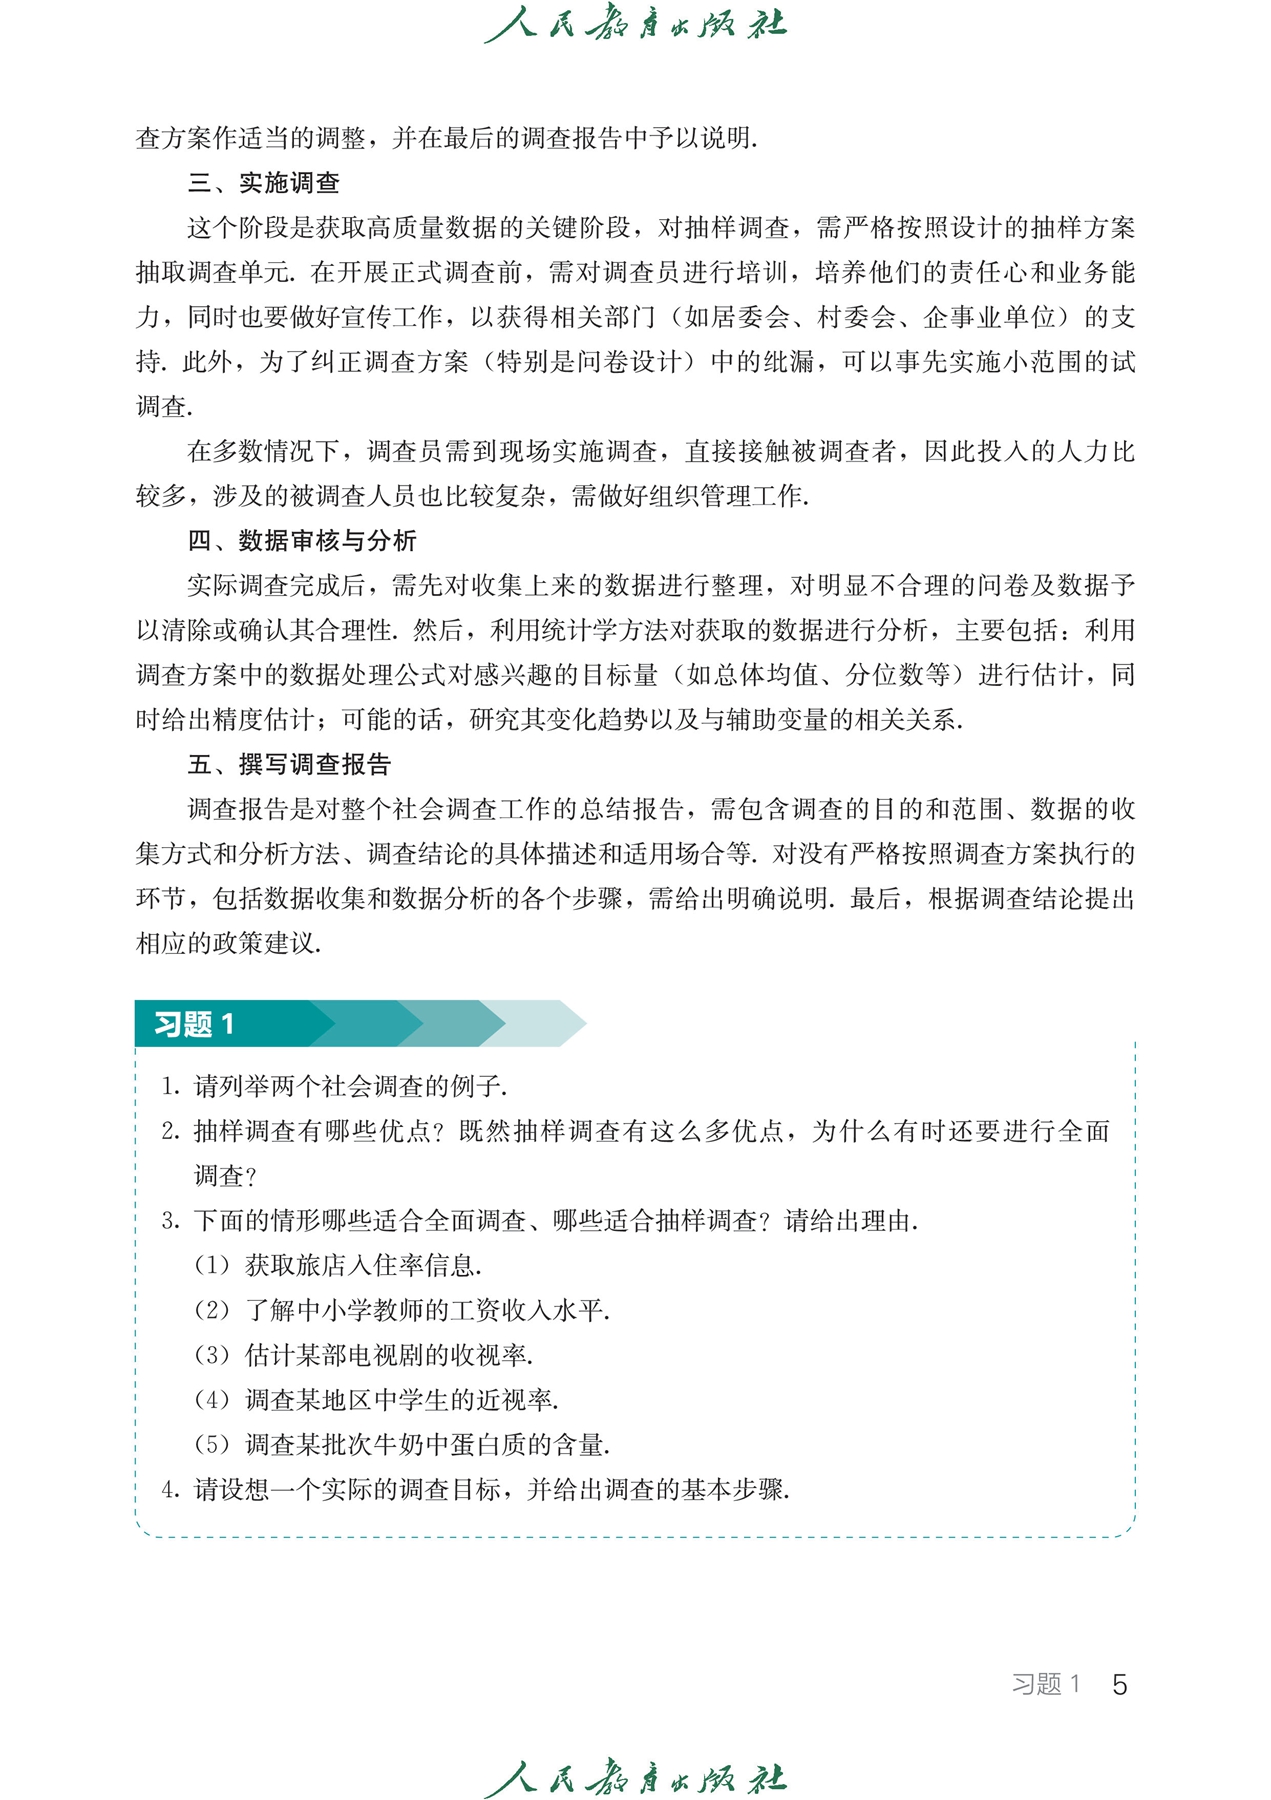 人民教育出版社
查方案作适当的调整，并在最后的调查报告中予以说明.
三、实施调查
这个阶段是获取高质量数据的关键阶段，对抽样调查，需严格按照设计的抽样方案
抽取调查单元. 在开展正式调查前，需对调查员进行培训，培养他们的责任心和业务能
力，同时也要做好宣传工作，以获得相关部门（如居委会、村委会、企事业单位）的支
持. 此外，为了纠正调查方案（特别是问卷设计）中的纰漏，可以事先实施小范围的试
调查.
在多数情况下，调查员需到现场实施调查，直接接触被调查者，因此投入的人力比
较多，涉及的被调查人员也比较复杂，需做好组织管理工作.
四、数据审核与分析
实际调查完成后，需先对收集上来的数据进行整理，对明显不合理的问卷及数据予
以清除或确认其合理性. 然后，利用统计学方法对获取的数据进行分析，主要包括：利用
调查方案中的数据处理公式对感兴趣的目标量（如总体均值、分位数等）进行估计，同
时给出精度估计；可能的话，研究其变化趋势以及与辅助变量的相关关系.
五、撰写调查报告
调查报告是对整个社会调查工作的总结报告，需包含调查的目的和范围、数据的收
集方式和分析方法、调查结论的具体描述和适用场合等. 对没有严格按照调查方案执行的
环节，包括数据收集和数据分析的各个步骤，需给出明确说明. 最后，根据调查结论提出
相应的政策建议.
习题 1
1. 请列举两个社会调查的例子.
2. 抽样调查有哪些优点？既然抽样调查有这么多优点，为什么有时还要进行全面
调查？
3. 下面的情形哪些适合全面调查、哪些适合抽样调查？请给出理由.
（1）获取旅店入住率信息.
（2）了解中小学教师的工资收入水平.
（3）估计某部电视剧的收视率.
（4）调查某地区中学生的近视率.
（5）调查某批次牛奶中蛋白质的含量.
4. 请设想一个实际的调查目标，并给出调查的基本步骤.
习题 1 5
人民教育出版社